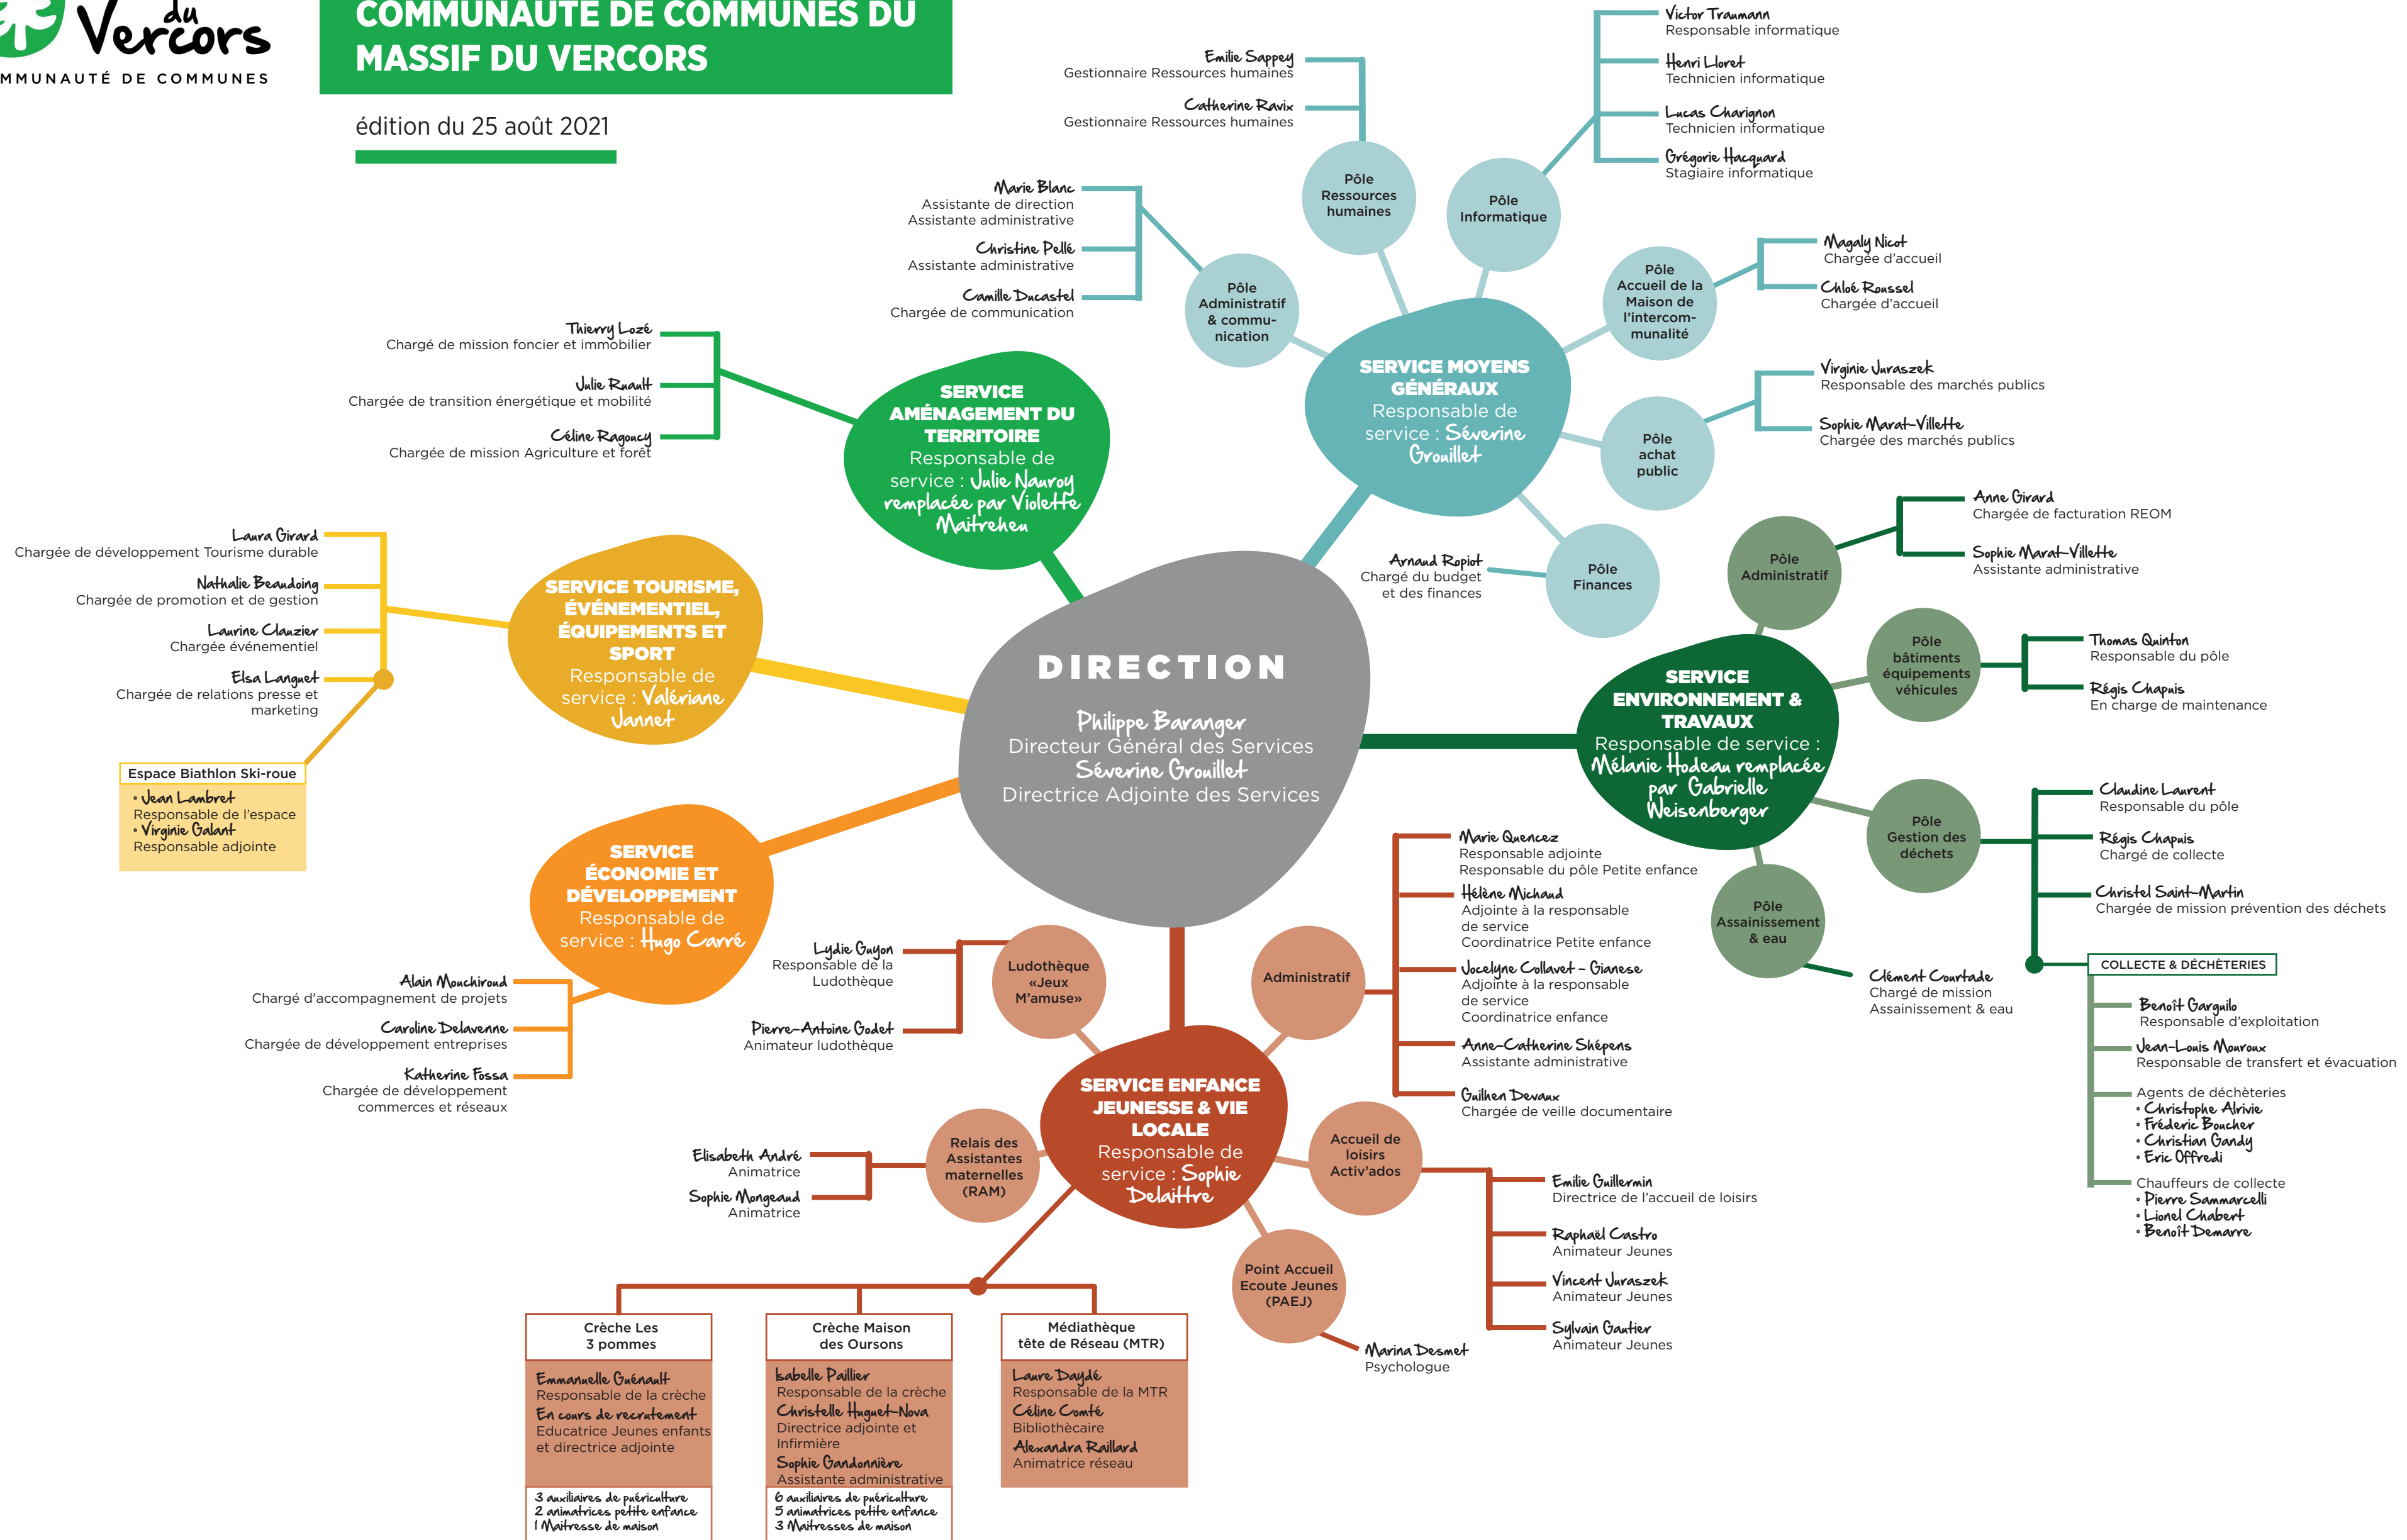 du
Vercors
MMUNAUTÉ DE COMMUNES
COMMUNAUTÉ DE COMMUNES DU
MASSIF DU VERCORS
édition du 25 août 2021
Emilie Sappey
Gestionnaire Ressources humaines
Catherine Ravix
Gestionnaire Ressources humaines
Pôle
Ressources
humaines
Victor Traumann
Responsable informatique
Henri Lloret
Technicien informatique
Lucas Charignon
Technicien informatique
Grégorie Hacquard
Stagiaire informatique
Pôle
Informatique
Marie Blanc
Assistante de direction
Assistante administrative
Christine Pellé
Assistante administrative
Camille Ducastel
Chargée de communication
Pôle
Administratif
& commu-
nication
Pôle
Accueil de la
Maison de
l'intercom-
munalité
Magaly Nicot
Chargée d'accueil
Chloé Roussel
Chargée d'accueil
SERVICE MOYENS
GÉNÉRAUX
Responsable de
service : Séverine
Grouillet
Pôle
achat
public
Virginie Juraszek
Responsable des marchés publics
Sophie Marat-Villette
Chargée des marchés publics
Arnaud Ropiot
Chargé du budget
et des finances
Pôle
Finances
Thierry Lozé
Chargé de mission foncier et immobilier
Julie Ruault
Chargée de transition énergétique et mobilité
Céline Ragoucy
Chargée de mission Agriculture et forêt
SERVICE
AMÉNAGEMENT DU
TERRITOIRE
Responsable de
service : Julie Nauroy
remplacée par Violette
Maitreheu
Laura Girard
Chargée de développement Tourisme durable
Nathalie Beaudoing
Chargée de promotion et de gestion
Laurine Clauzier
Chargée événementiel
Elsa Languet
Chargée de relations presse et
marketing
SERVICE TOURISME,
ÉVÉNEMENTIEL,
ÉQUIPEMENTS ET
SPORT
Responsable de
service : Valériane
Jannet
Espace Biathlon Ski-roue
• Jean Lambret
Responsable de l'espace
• Virginie Galant
Responsable adjointe
DIRECTION
Philippe Baranger
Directeur Général des Services
Séverine Grouillet
Directrice Adjointe des Services
Pôle
Administratif
Anne Girard
Chargée de facturation REOM
Sophie Marat-Villette
Assistante administrative
Pôle
bâtiments
équipements
véhicules
Thomas Quinton
Responsable du pôle
Régis Chapuis
En charge de maintenance
SERVICE
ENVIRONNEMENT &
TRAVAUX
Responsable de service :
Mélanie Hodeau remplacée
par Gabrielle
Weisenberger
Pôle
Gestion des
déchets
Claudine Laurent
Responsable du pôle
Régis Chapuis
Chargé de collecte
Christel Saint-Martin
Chargée de mission prévention des déchets
Pôle
Assainissement
& eau
Clément Courtade
Chargé de mission
Assainissement & eau
COLLECTE & DÉCHÈTERIES
Benoît Garguilo
Responsable d'exploitation
Jean-Louis Mouroux
Responsable de transfert et évacuation
Agents de déchèteries
• Christophe Alrivie
• Fréderic Boucher
• Christian Gandy
• Eric Offredi
Chauffeurs de collecte
• Pierre Sammarcelli
• Lionel Chabert
• Benoît Demarre
SERVICE
ÉCONOMIE ET
DÉVELOPPEMENT
Responsable de
service : Hugo Carré
Alain Mouchiroud
Chargé d'accompagnement de projets
Caroline Delavenne
Chargée de développement entreprises
Katherine Fossa
Chargée de développement
commerces et réseaux
Lydie Guyon
Responsable de la
Ludothèque
Pierre-Antoine Godet
Animateur ludothèque
Ludothèque
«Jeux
M'amuse»
Administratif
Marie Quencez
Responsable adjointe
Responsable du pôle Petite enfance
Hélène Michaud
Adjointe à la responsable
de service
Coordinatrice Petite enfance
Jocelyne Collavet - Gianese
Adjointe à la responsable
de service
Coordinatrice enfance
Anne-Catherine Shépens
Assistante administrative
Guilhen Devaux
Chargée de veille documentaire
SERVICE ENFANCE
JEUNESSE & VIE
LOCALE
Responsable de
service : Sophie
Delaittre
Elisabeth André
Animatrice
Sophie Mongeaud
Animatrice
Relais des
Assistantes
maternelles
(RAM)
Accueil de
loisirs
Activ'ados
Emilie Guillermin
Directrice de l'accueil de loisirs
Raphaël Castro
Animateur Jeunes
Vincent Juraszek
Animateur Jeunes
Sylvain Gautier
Animateur Jeunes
Point Accueil
Ecoute Jeunes
(PAEJ)
Marina Desmet
Psychologue
Crèche Les
3 pommes
Emmanuelle Guénault
Responsable de la crèche
En cours de recrutement
Educatrice Jeunes enfants
et directrice adjointe
3 auxiliaires de puériculture
2 animatrices petite enfance
1 Maitresse de maison
Crèche Maison
des Oursons
Isabelle Paillier
Responsable de la crèche
Christelle Huguet-Nova
Directrice adjointe et
Infirmière
Sophie Gandonnière
Assistante administrative
6 auxiliaires de puériculture
5 animatrices petite enfance
3 Maitresses de maison
Médiathèque
tête de Réseau (MTR)
Laure Daydé
Responsable de la MTR
Céline Comté
Bibliothècaire
Alexandra Raillard
Animatrice réseau